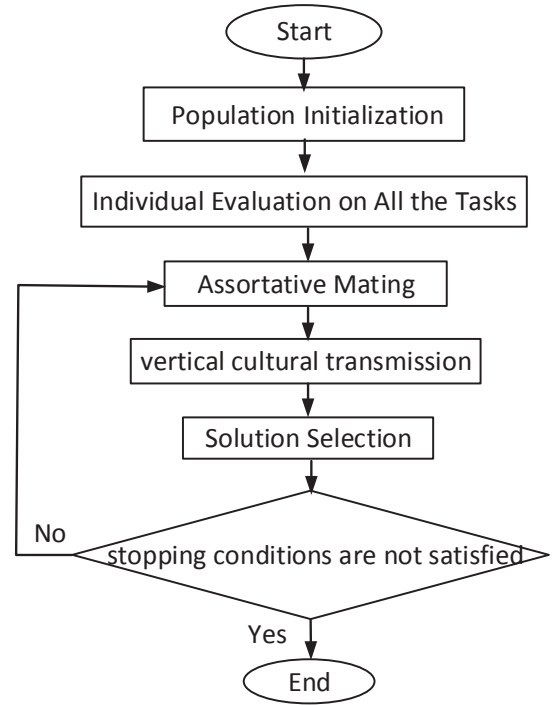 Start
Population Initialization
Individual Evaluation on All the Tasks
Assortative Mating
vertical cultural transmission
Solution Selection
No
stopping conditions are not satisfied
Yes
End